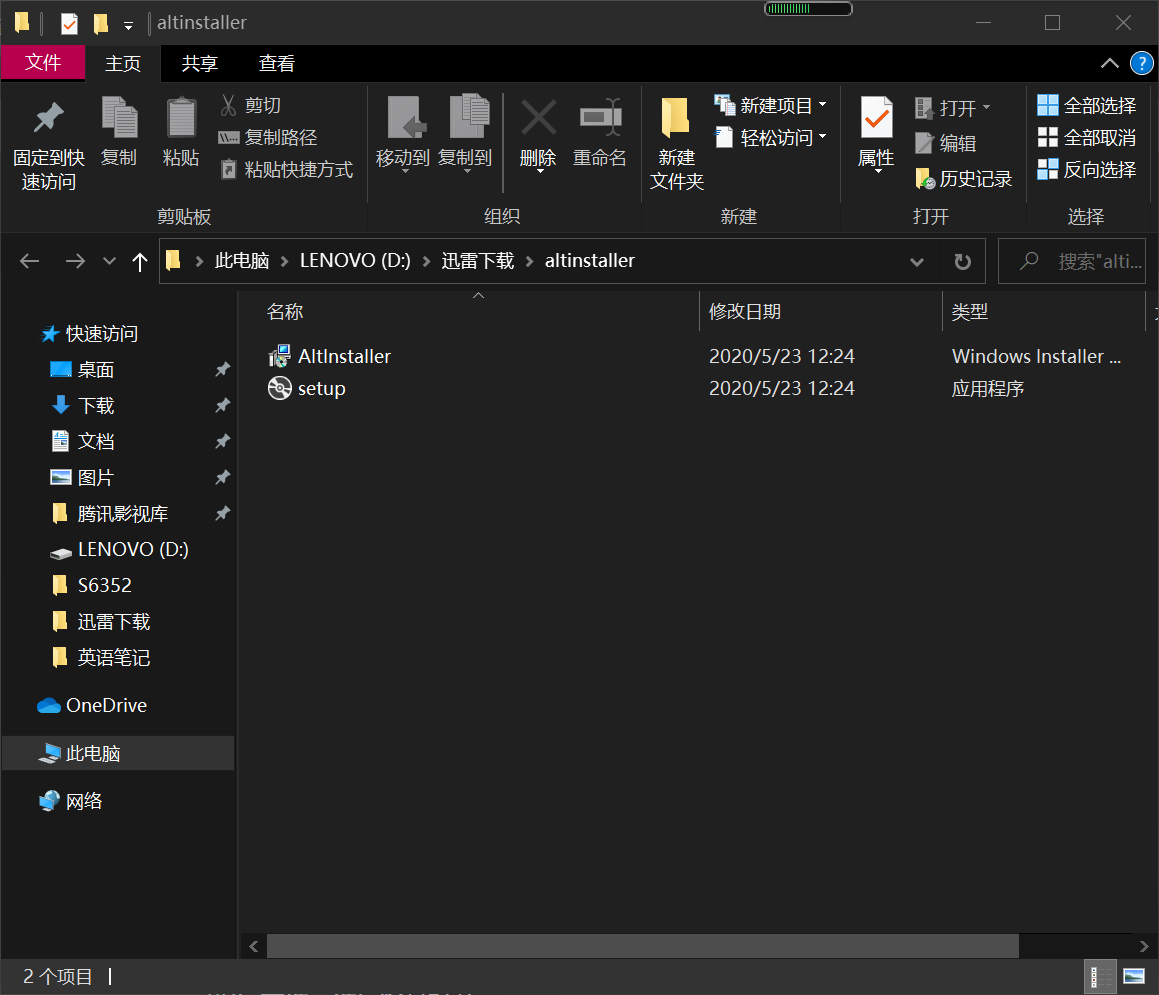 altinstaller
文件 主页 共享 查看
固定到快速访问
复制
粘贴
剪切
复制路径
粘贴快捷方式
剪贴板
移动到
复制到
删除
重命名
组织
新建
文件夹
新建项目
轻松访问
新建
属性
打开
编辑
历史记录
打开
全部选择
全部取消
反向选择
选择
此电脑 > LENOVO (D:) > 迅雷下载 > altinstaller
搜索"alti...
名称 修改日期 类型
AltInstaller 2020/5/23 12:24 Windows Installer ...
setup 2020/5/23 12:24 应用程序
快速访问
桌面
下载
文档
图片
腾讯影视库
LENOVO (D:)
S6352
迅雷下载
英语笔记
OneDrive
此电脑
网络
2 个项目